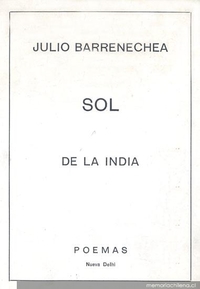 JULIO BARRENECHEA
SOL
DE LA INDIA
POEMAS
Nueva Delhi
memoriachilena.cl